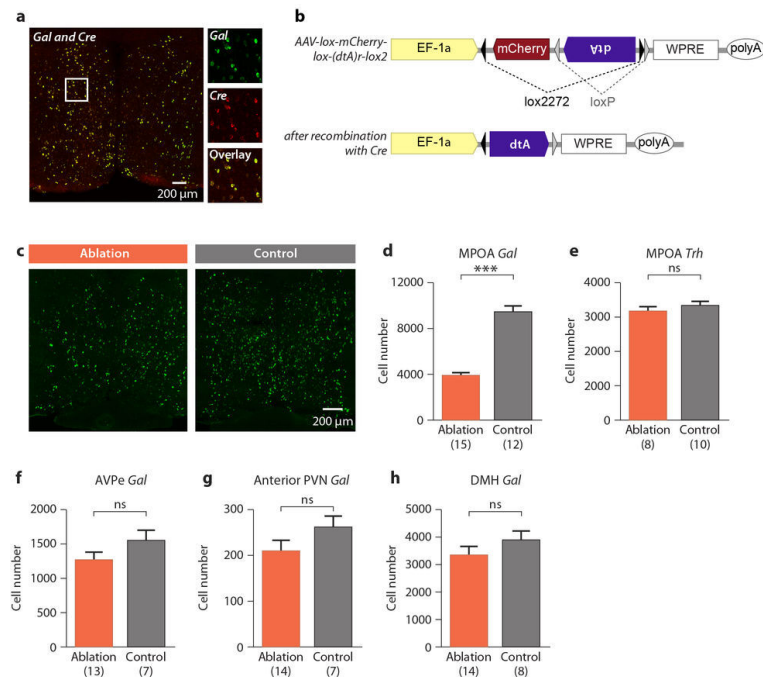 a
Gal and Cre
Gal
Cre
Overlay
200 µm
b
AAV-lox-mCherry-
lox-(dtA)r-lox2
EF-1a
mCherry
dtA
WPRE
polyA
lox2272
loxP
after recombination
with Cre
EF-1a
dtA
WPRE
polyA
c
Ablation
Control
200 µm
d
MPOA Gal
***
12000
8000
4000
0
Cell number
Ablation
(15)
Control
(12)
e
MPOA Trh
ns
4000
3000
3000
2000
0
Cell number
Ablation
(8)
Control
(10)
f
AVPe Gal
ns
2000
1500
1000
500
0
Cell number
Ablation
(13)
Control
(7)
g
Anterior PVN Gal
ns
300
200
100
0
Cell number
Ablation
(14)
Control
(7)
h
DMH Gal
ns
5000
4000
3000
2000
1000
0
Cell number
Ablation
(14)
Control
(8)